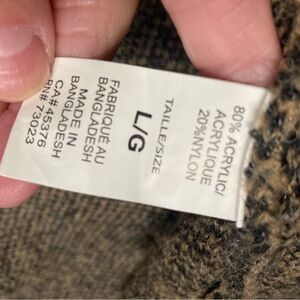 80% ACRYLIC/
ACRYLIQUE
20%NYLON
TAILLE/SIZE
L/G
FABRIQUÉ AU
BANGLADESH
MADE IN
BANGLADESH
CA# 45376
RN# 73023